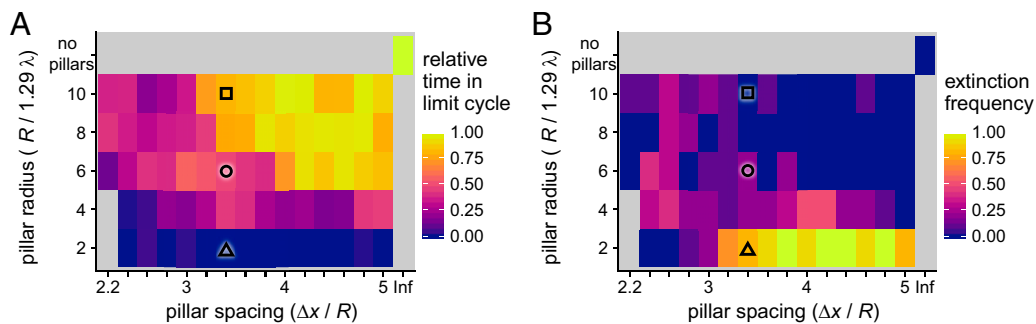 A
pillar radius ( R / 1.29 λ)
no
pillars
10
8
6
4
2
2.2 3 4 5 Inf
pillar spacing (Δx / R)
relative
time in
limit cycle
1.00
0.75
0.50
0.25
0.00
B
pillar radius ( R / 1.29 λ)
no
pillars
10
8
6
4
2
2.2 3 4 5 Inf
pillar spacing (Δx / R)
extinction
frequency
1.00
0.75
0.50
0.25
0.00